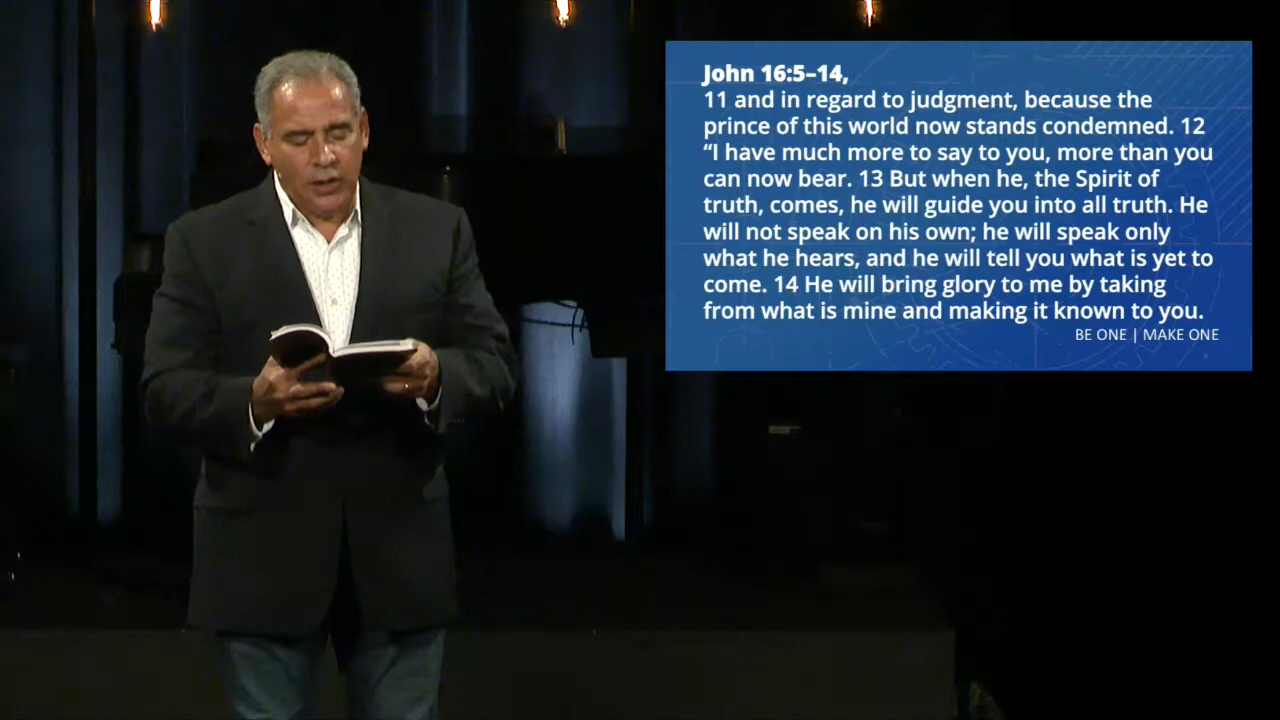 John 16:5–14,
11 and in regard to judgment, because the
prince of this world now stands condemned. 12
“I have much more to say to you, more than you
can now bear. 13 But when he, the Spirit of
truth, comes, he will guide you into all truth. He
will not speak on his own; he will speak only
what he hears, and he will tell you what is yet to
come. 14 He will bring glory to me by taking
from what is mine and making it known to you.
BE ONE | MAKE ONE